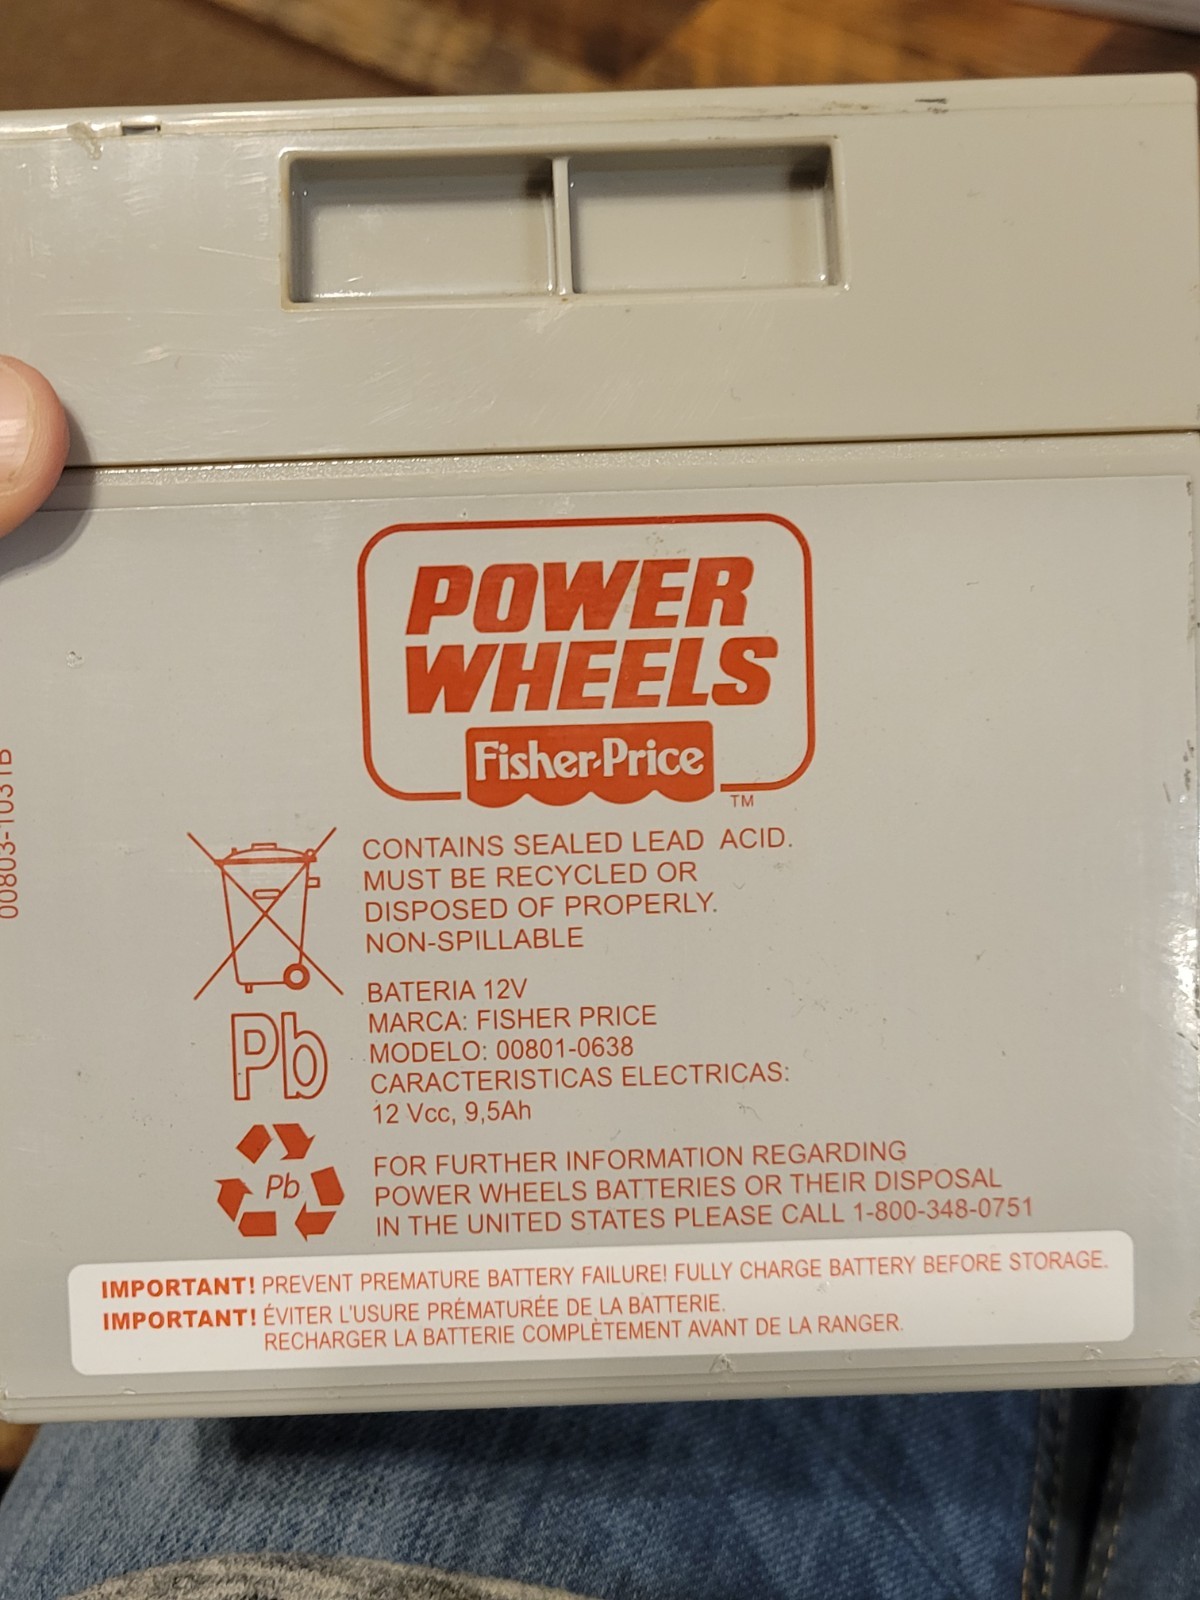 POWER
WHEELS
Fisher-Price
TM
00803-1031B
CONTAINS SEALED LEAD ACID.
MUST BE RECYCLED OR
DISPOSED OF PROPERLY.
NON-SPILLABLE
BATERIA 12V
MARCA: FISHER PRICE
MODELO: 00801-0638
CARACTERISTICAS ELECTRICAS:
12 Vcc, 9,5Ah
Pb
Pb
FOR FURTHER INFORMATION REGARDING
POWER WHEELS BATTERIES OR THEIR DISPOSAL
IN THE UNITED STATES PLEASE CALL 1-800-348-0751
IMPORTANT! PREVENT PREMATURE BATTERY FAILURE! FULLY CHARGE BATTERY BEFORE STORAGE.
IMPORTANT! ÉVITER L'USURE PRÉMATURÉE DE LA BATTERIE.
RECHARGER LA BATTERIE COMPLÈTEMENT AVANT DE LA RANGER.